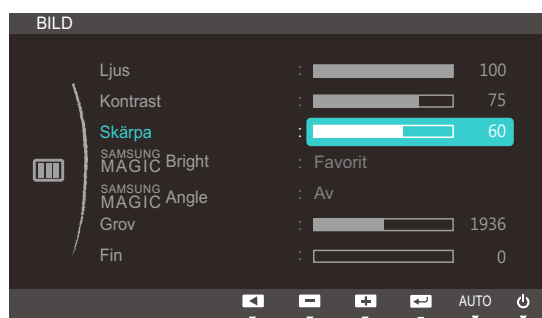 BILD
Ljus : 100
Kontrast : 75
Skärpa : 60
SAMSUNG MAGIC Bright : Favorit
SAMSUNG MAGIC Angle : Av
Grov : 1936
Fin : 0
AUTO